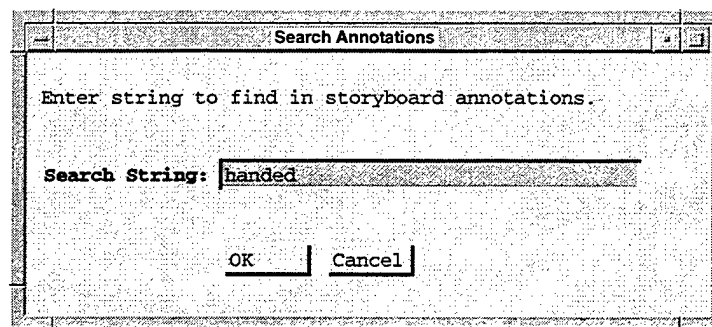 Search Annotations
Enter string to find in storyboard annotations.
Search String: handed
OK Cancel